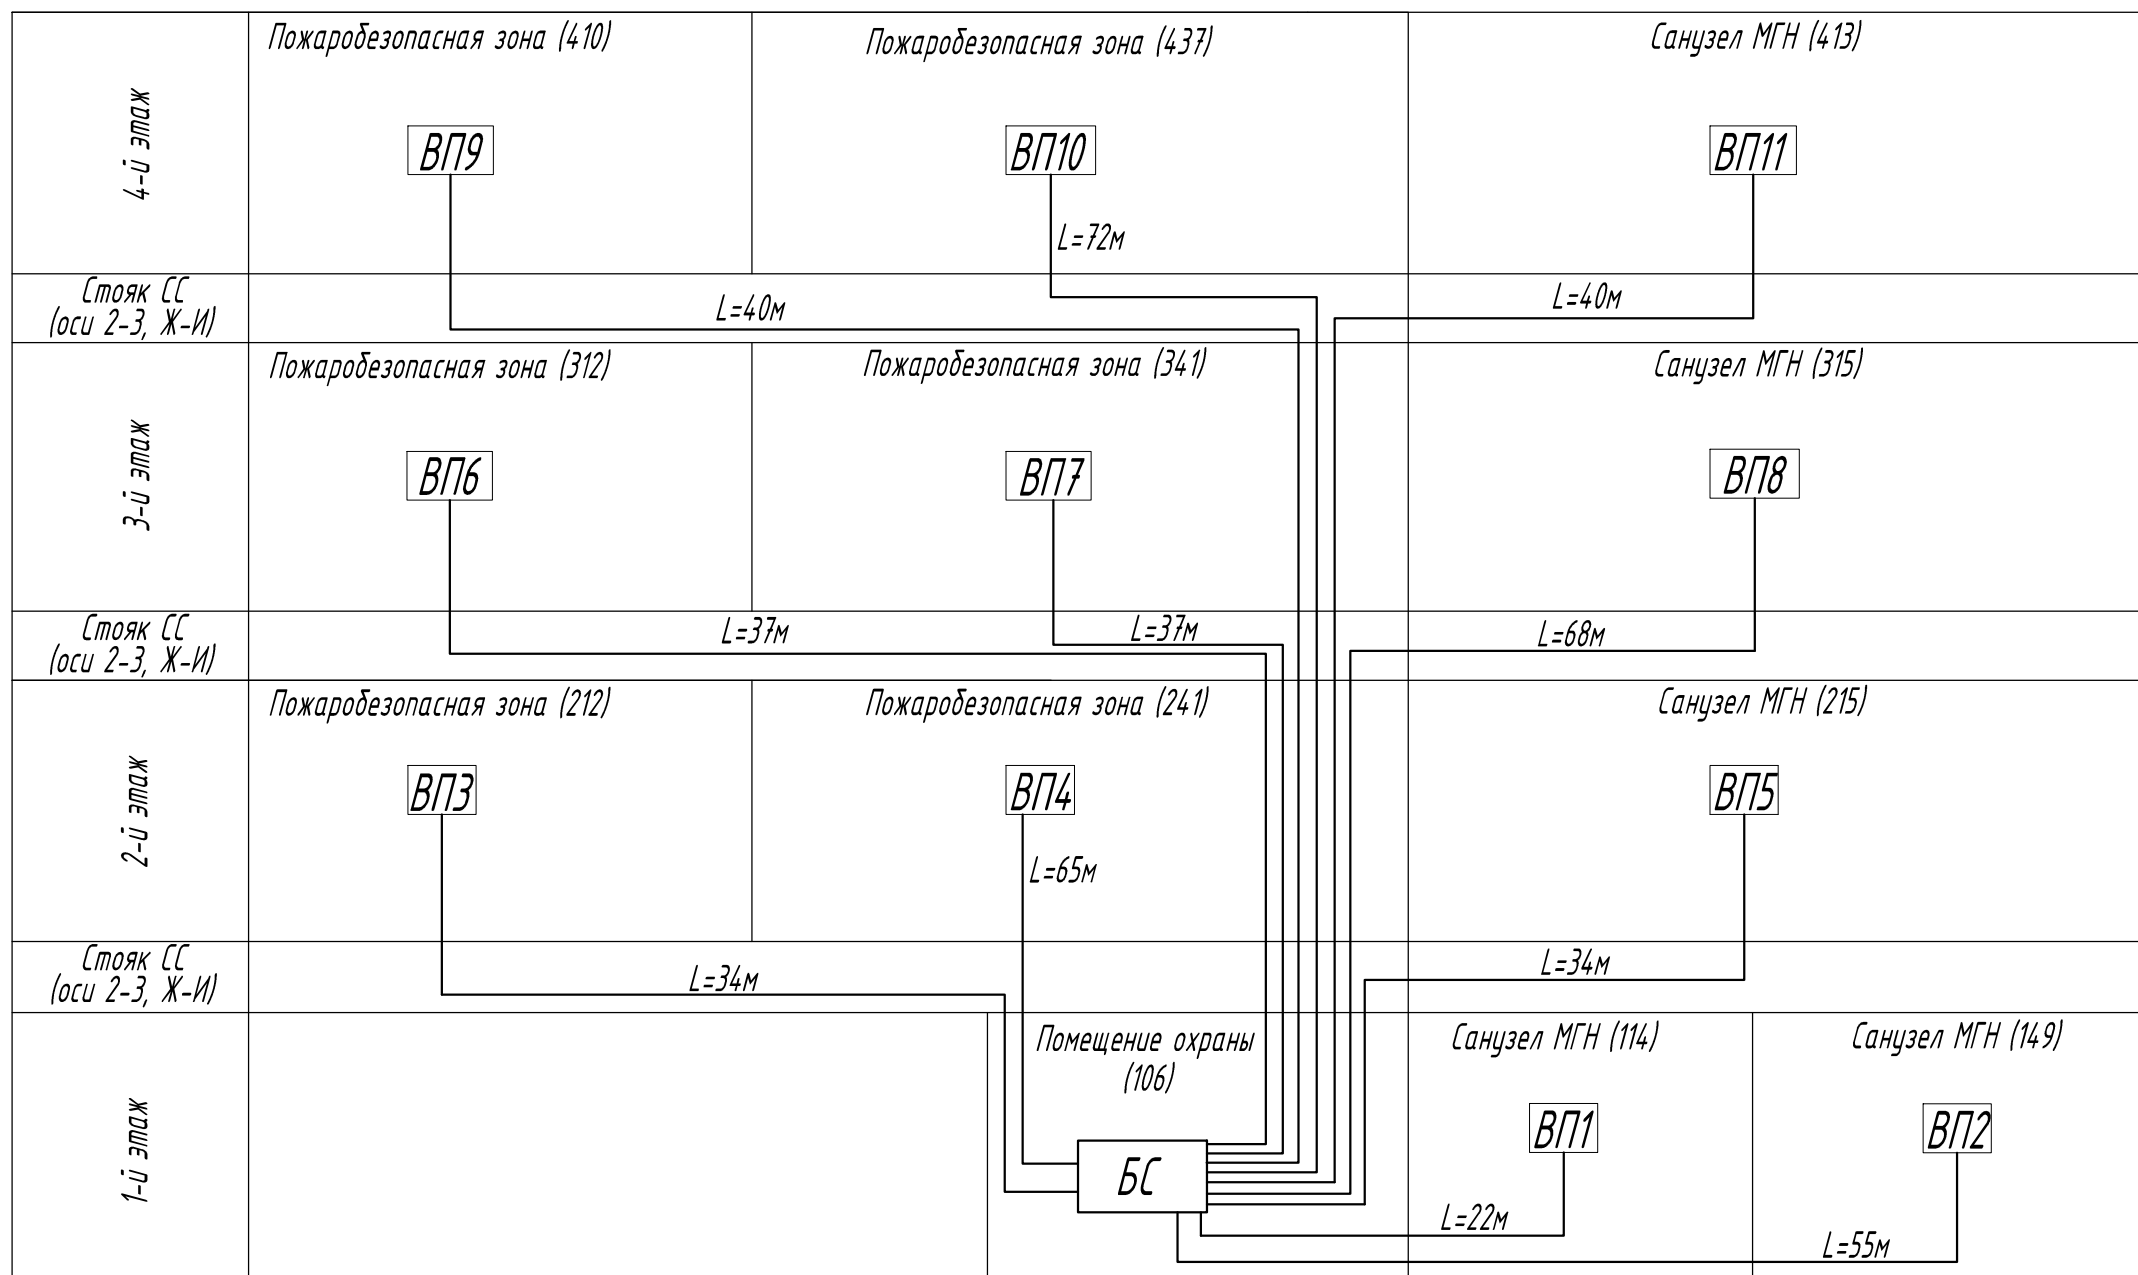 Пожаробезопасная зона (410)
Пожаробезопасная зона (437)
Санузел МГН (413)
4-й этаж
ВП9
ВП10
ВП11
L=72м
Стояк СС
(оси 2-3, Ж-И)
L=40м
L=40м
Пожаробезопасная зона (312)
Пожаробезопасная зона (341)
Санузел МГН (315)
3-й этаж
ВП6
ВП7
ВП8
Стояк СС
(оси 2-3, Ж-И)
L=37м
L=37м
L=68м
Пожаробезопасная зона (212)
Пожаробезопасная зона (241)
Санузел МГН (215)
2-й этаж
ВП3
ВП4
ВП5
L=65м
Стояк СС
(оси 2-3, Ж-И)
L=34м
L=34м
Помещение охраны
(106)
Санузел МГН (114)
Санузел МГН (149)
1-й этаж
БС
ВП1
ВП2
L=22м
L=55м